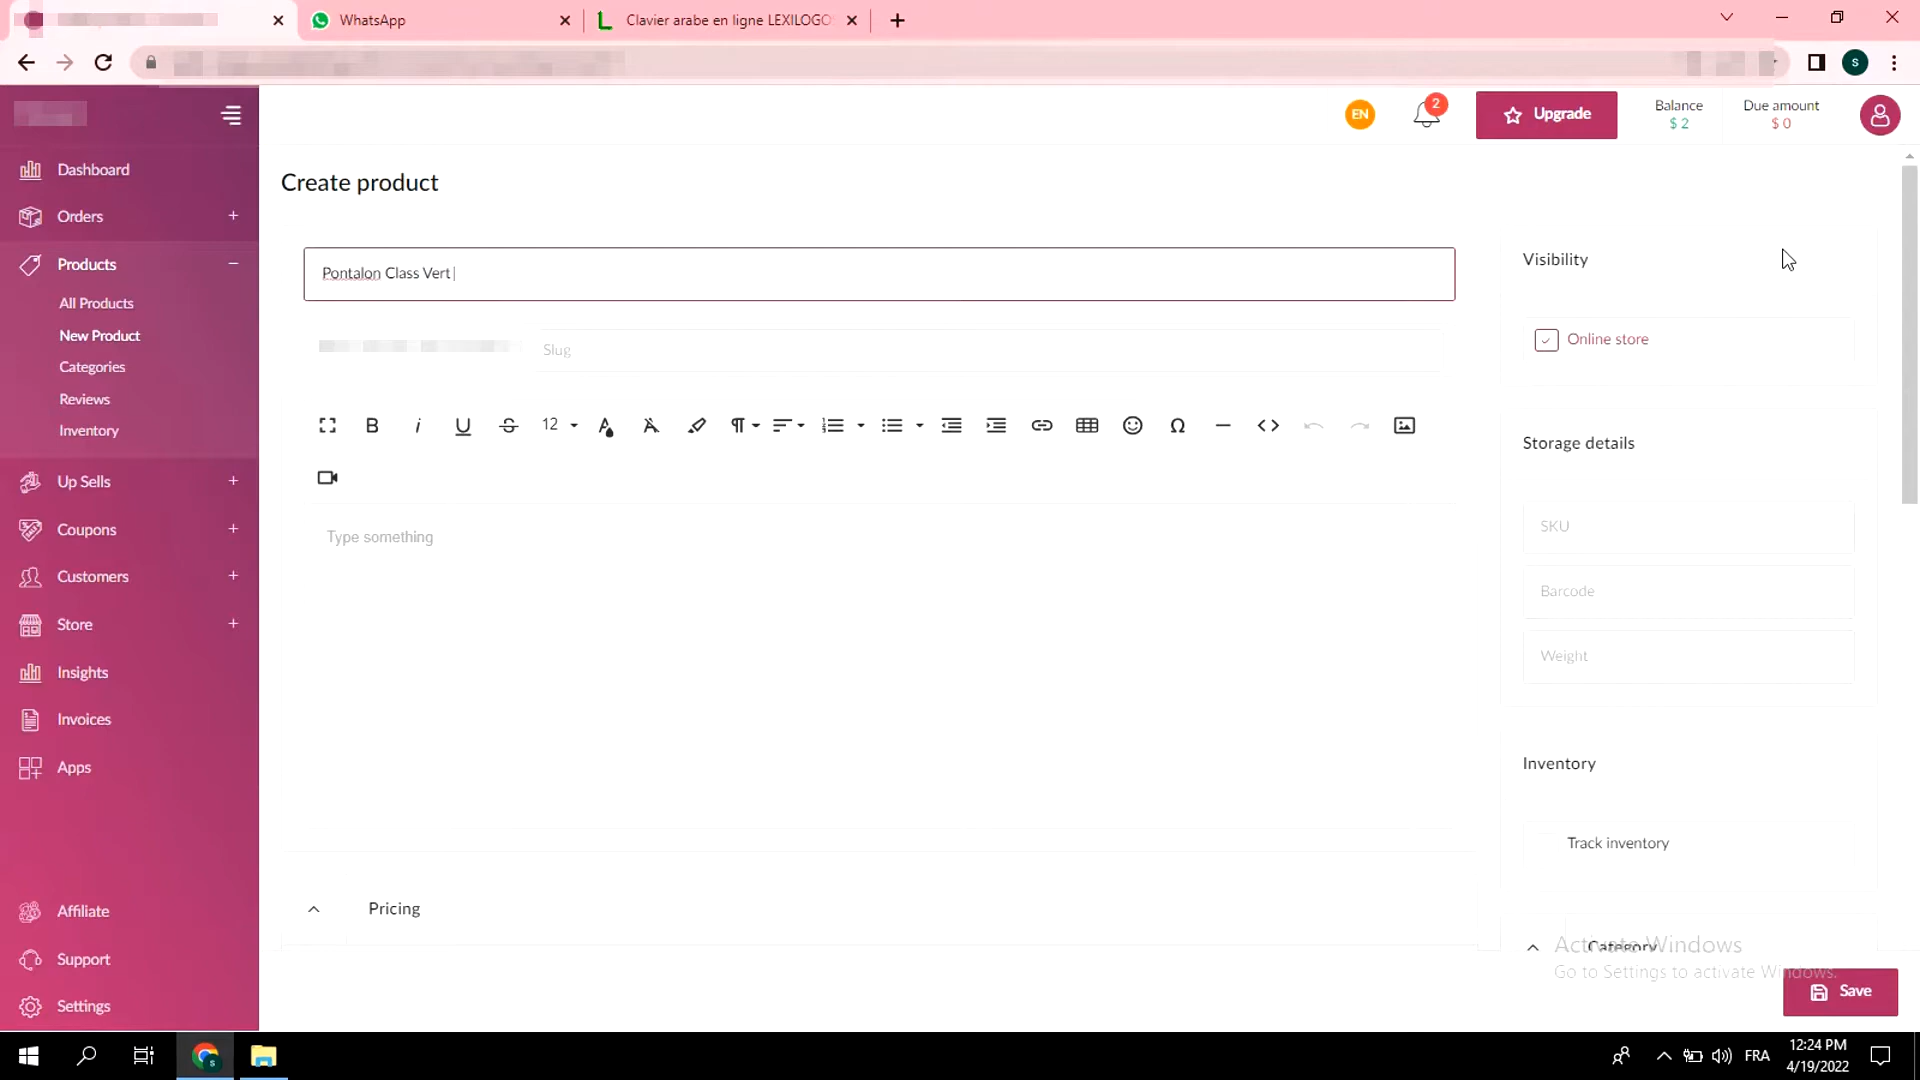 WhatsApp
Clavier arabe en ligne LEXILOGO
S
EN
2
Upgrade
Balance
$ 2
Due amount
$ 0
Dashboard
Orders
Products
All Products
New Product
Categories
Reviews
Inventory
Up Sells
Coupons
Customers
Store
Insights
Invoices
Apps
Affiliate
Support
Settings
Create product
Pontalon Class Vert
Slug
12
Type something
Pricing
Visibility
Online store
Storage details
SKU
Barcode
Weight
Inventory
Track inventory
Category
Activate Windows
Go to Settings to activate Windows.
Save
FRA
12:24 PM
4/19/2022